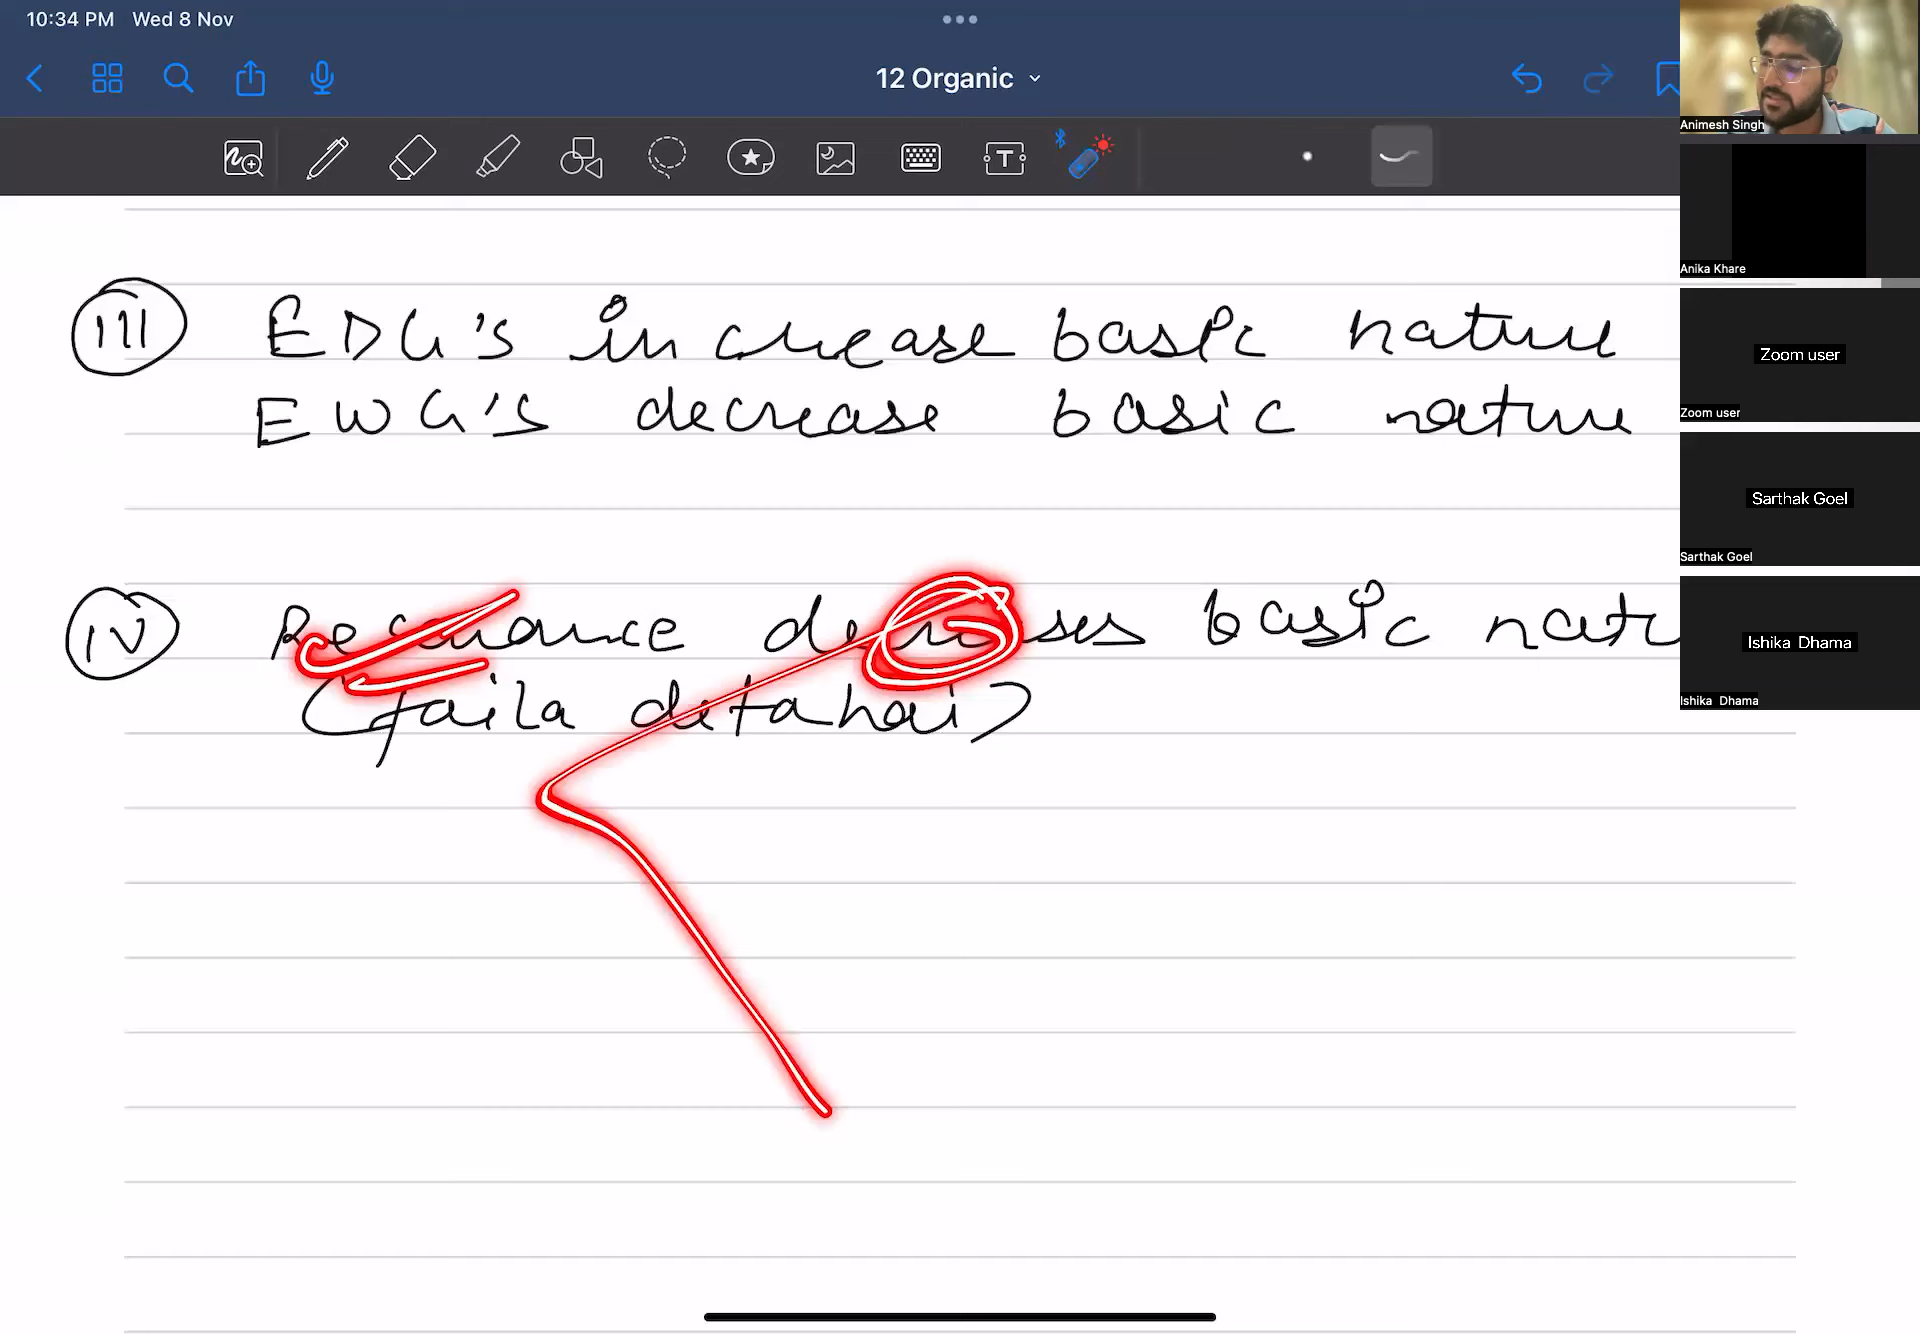 10:34 PM Wed 8 Nov
12 Organic
Animesh Singh
Anika Khare
Zoom user
Zoom user
Sarthak Goel
Sarthak Goel
Ishika Dhama
Ishika Dhama
T
III EDG's increase basic nature
EWG's decrease basic nature
IV Resonance decreases basic natu
(faila deta hai)